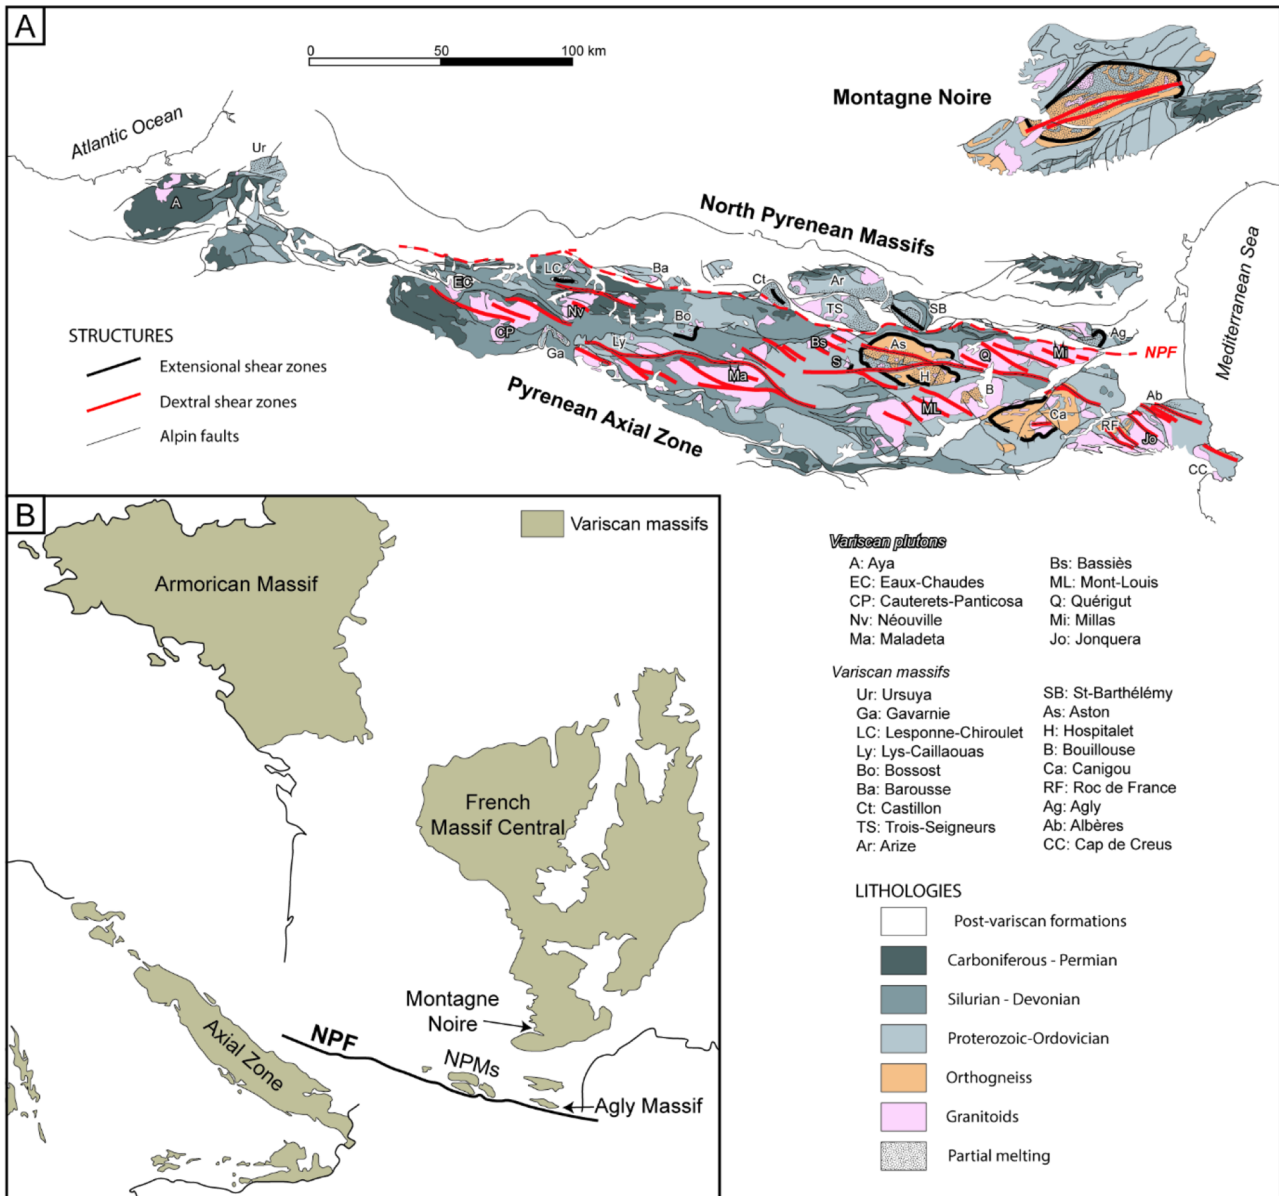 A
0 50 100 km
Montagne Noire
Atlantic Ocean
Ur
A
North Pyrenean Massifs
Mediterranean Sea
EC
LC
Ba
Ct
Ar
TS
SB
Nv
Bo
CP
Ly
Ga
Ma
Bs
S
As
H
Q
Mi
Ag
NPF
B
ML
Ca
RF
Ab
Jo
CC
Pyrenean Axial Zone
STRUCTURES
Extensional shear zones
Dextral shear zones
Alpin faults
B
Variscan massifs
Armorican Massif
French
Massif Central
Montagne
Noire
Axial Zone
NPF
NPMs
Agly Massif
Variscan plutons
A: Aya
EC: Eaux-Chaudes
CP: Cauterets-Panticosa
Nv: Néouville
Ma: Maladeta
Bs: Bassiès
ML: Mont-Louis
Q: Quérigut
Mi: Millas
Jo: Jonquera
Variscan massifs
Ur: Ursuya
Ga: Gavarnie
LC: Lesponne-Chiroulet
Ly: Lys-Caillaouas
Bo: Bossost
Ba: Barousse
Ct: Castillon
TS: Trois-Seigneurs
Ar: Arize
SB: St-Barthélémy
As: Aston
H: Hospitalet
B: Bouillouse
Ca: Canigou
RF: Roc de France
Ag: Agly
Ab: Albères
CC: Cap de Creus
LITHOLOGIES
Post-variscan formations
Carboniferous - Permian
Silurian - Devonian
Proterozoic-Ordovician
Orthogneiss
Granitoids
Partial melting